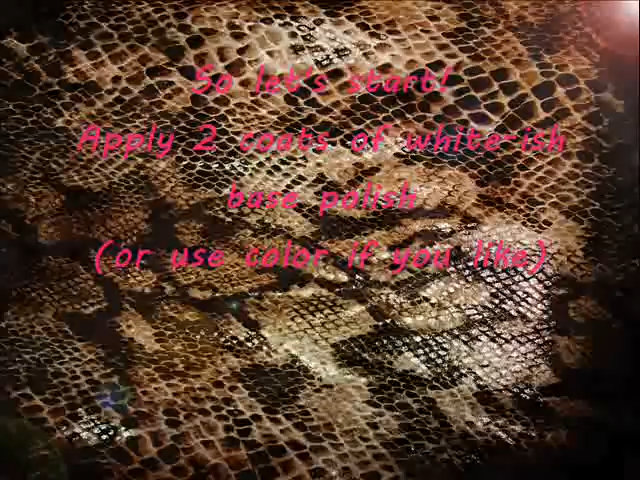 So let's start!
Apply 2 coats of white-ish
base polish
(or use color if you like)